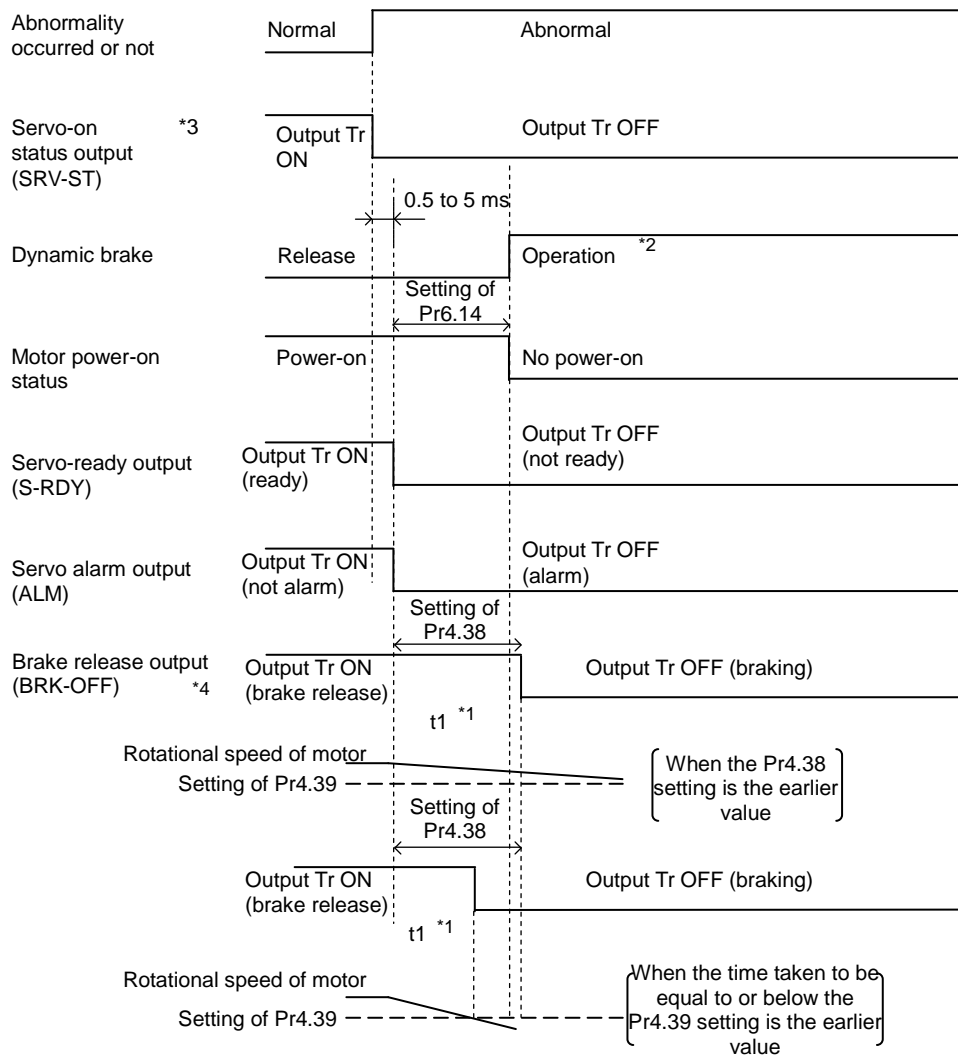 Abnormality
occurred or not
Normal
Abnormal
Servo-on *3
status output
(SRV-ST)
Output Tr
ON
Output Tr OFF
0.5 to 5 ms
Dynamic brake
Release
Operation *2
Setting of
Pr6.14
Motor power-on
status
Power-on
No power-on
Servo-ready output
(S-RDY)
Output Tr ON
(ready)
Output Tr OFF
(not ready)
Servo alarm output
(ALM)
Output Tr ON
(not alarm)
Output Tr OFF
(alarm)
Setting of
Pr4.38
Brake release output
(BRK-OFF) *4
Output Tr ON
(brake release)
Output Tr OFF (braking)
t1 *1
Rotational speed of motor
Setting of Pr4.39
When the Pr4.38
setting is the earlier
value
Setting of
Pr4.38
Output Tr ON
(brake release)
Output Tr OFF (braking)
t1 *1
Rotational speed of motor
Setting of Pr4.39
When the time taken to be
equal to or below the
Pr4.39 setting is the earlier
value